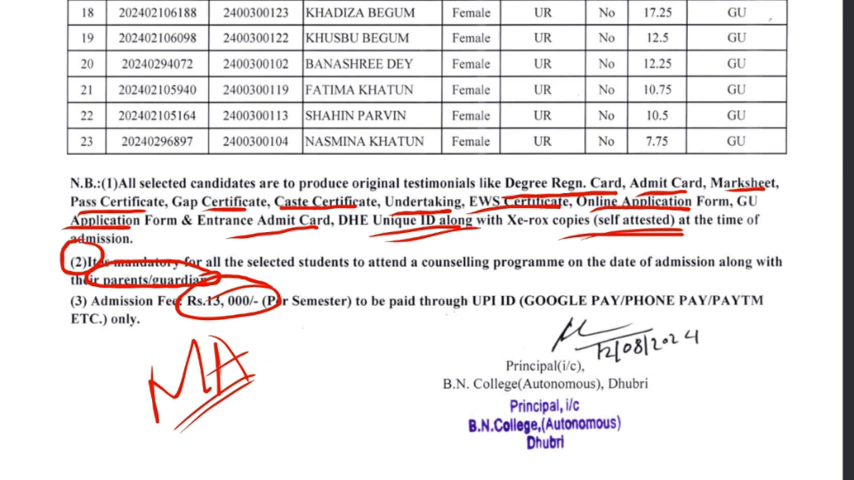 18 202402106188 2400300123 KHADIZA BEGUM Female UR No 17.25 GU
19 202402106098 2400300122 KHUSBU BEGUM Female UR No 12.5 GU
20 20240294072 2400300102 BANASHREE DEY Female UR No 12.25 GU
21 202402105940 2400300119 FATIMA KHATUN Female UR No 10.75 GU
22 202402105164 2400300113 SHAHIN PARVIN Female UR No 10.5 GU
23 20240296897 2400300104 NASMINA KHATUN Female UR No 7.75 GU
N.B.:(1)All selected candidates are to produce original testimonials like Degree Regn. Card, Admit Card, Marksheet,
Pass Certificate, Gap Certificate, Caste Certificate, Undertaking, EWS Certificate, Online Application Form, GU
Application Form & Entrance Admit Card, DHE Unique ID along with Xe-rox copies (self attested) at the time of
admission.
(2)It is mandatory for all the selected students to attend a counselling programme on the date of admission along with
their parents/guardian
(3) Admission Fee: Rs.13, 000/- (Per Semester) to be paid through UPI ID (GOOGLE PAY/PHONE PAY/PAYTM
ETC.) only.
MA
12/08/2024
Principal(i/c),
B.N. College(Autonomous), Dhubri
Principal, i/c
B.N.College,(Autonomous)
Dhubri